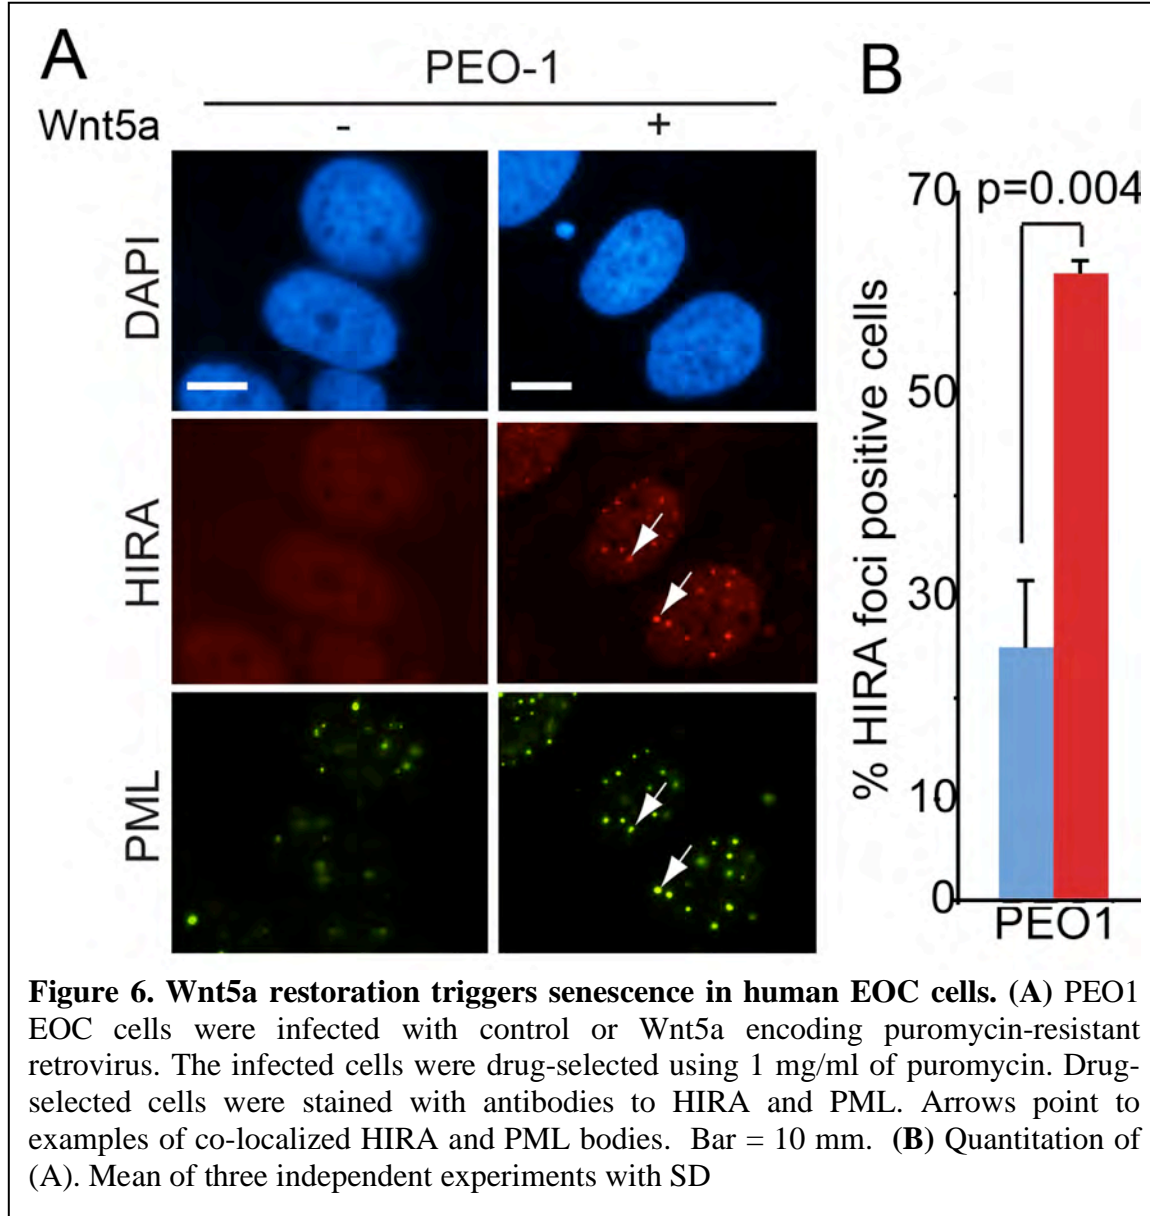 A
PEO-1
Wnt5a - +
DAPI
HIRA
PML
B
% HIRA foci positive cells
70
50
30
10
0
p=0.004
PEO1
Figure 6. Wnt5a restoration triggers senescence in human EOC cells. (A) PEO1
EOC cells were infected with control or Wnt5a encoding puromycin-resistant
retrovirus. The infected cells were drug-selected using 1 mg/ml of puromycin. Drug-
selected cells were stained with antibodies to HIRA and PML. Arrows point to
examples of co-localized HIRA and PML bodies. Bar = 10 mm. (B) Quantitation of
(A). Mean of three independent experiments with SD